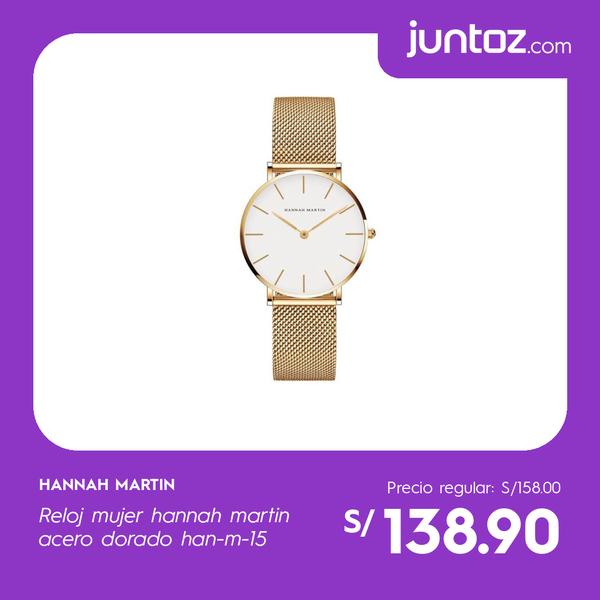 juntoz.com
HANNAH MARTIN
HANNAH MARTIN
Reloj mujer hannah martin
acero dorado han-m-15
Precio regular: S/158.00
S/138.90